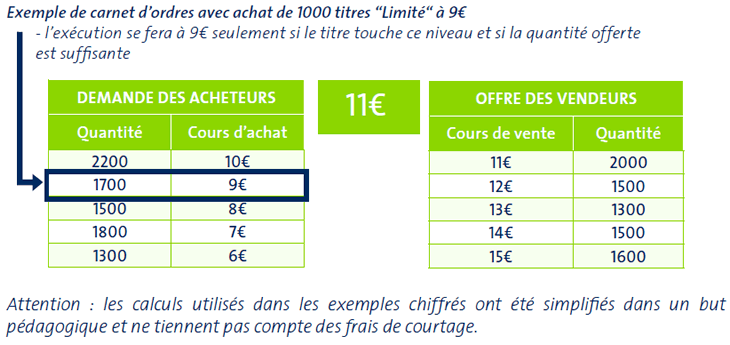 Exemple de carnet d’ordres avec achat de 1000 titres “Limité“ à 9€
- l’exécution se fera à 9€ seulement si le titre touche ce niveau et si la quantité offerte
est suffisante
DEMANDE DES ACHETEURS
Quantité Cours d’achat
2200 10€
1700 9€
1500 8€
1800 7€
1300 6€
11€
OFFRE DES VENDEURS
Cours de vente Quantité
11€ 2000
12€ 1500
13€ 1300
14€ 1500
15€ 1600
Attention : les calculs utilisés dans les exemples chiffrés ont été simplifiés dans un but
pédagogique et ne tiennent pas compte des frais de courtage.